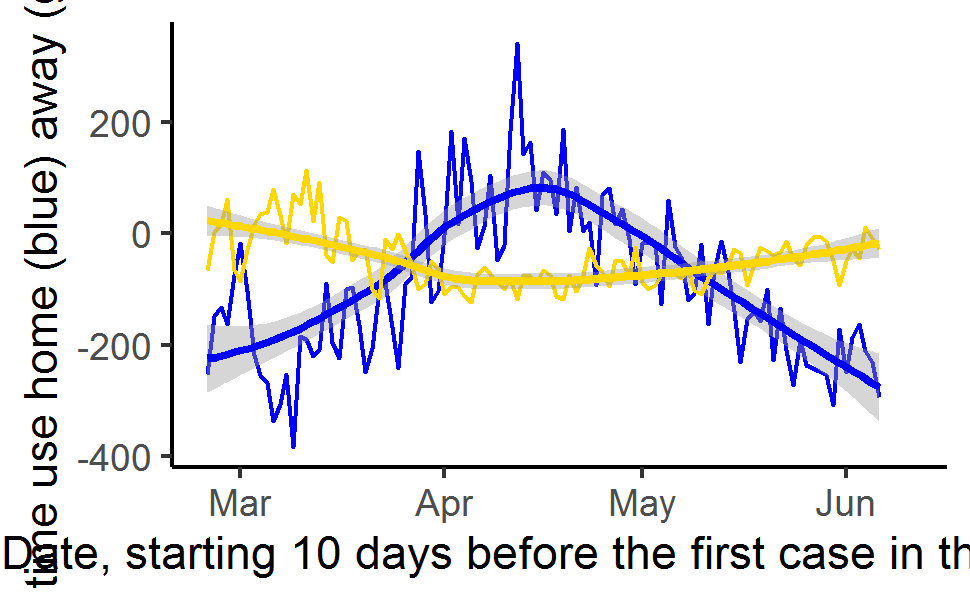 time use home (blue) away (
200
0
-200
-400
Mar Apr May Jun
Date, starting 10 days before the first case in th